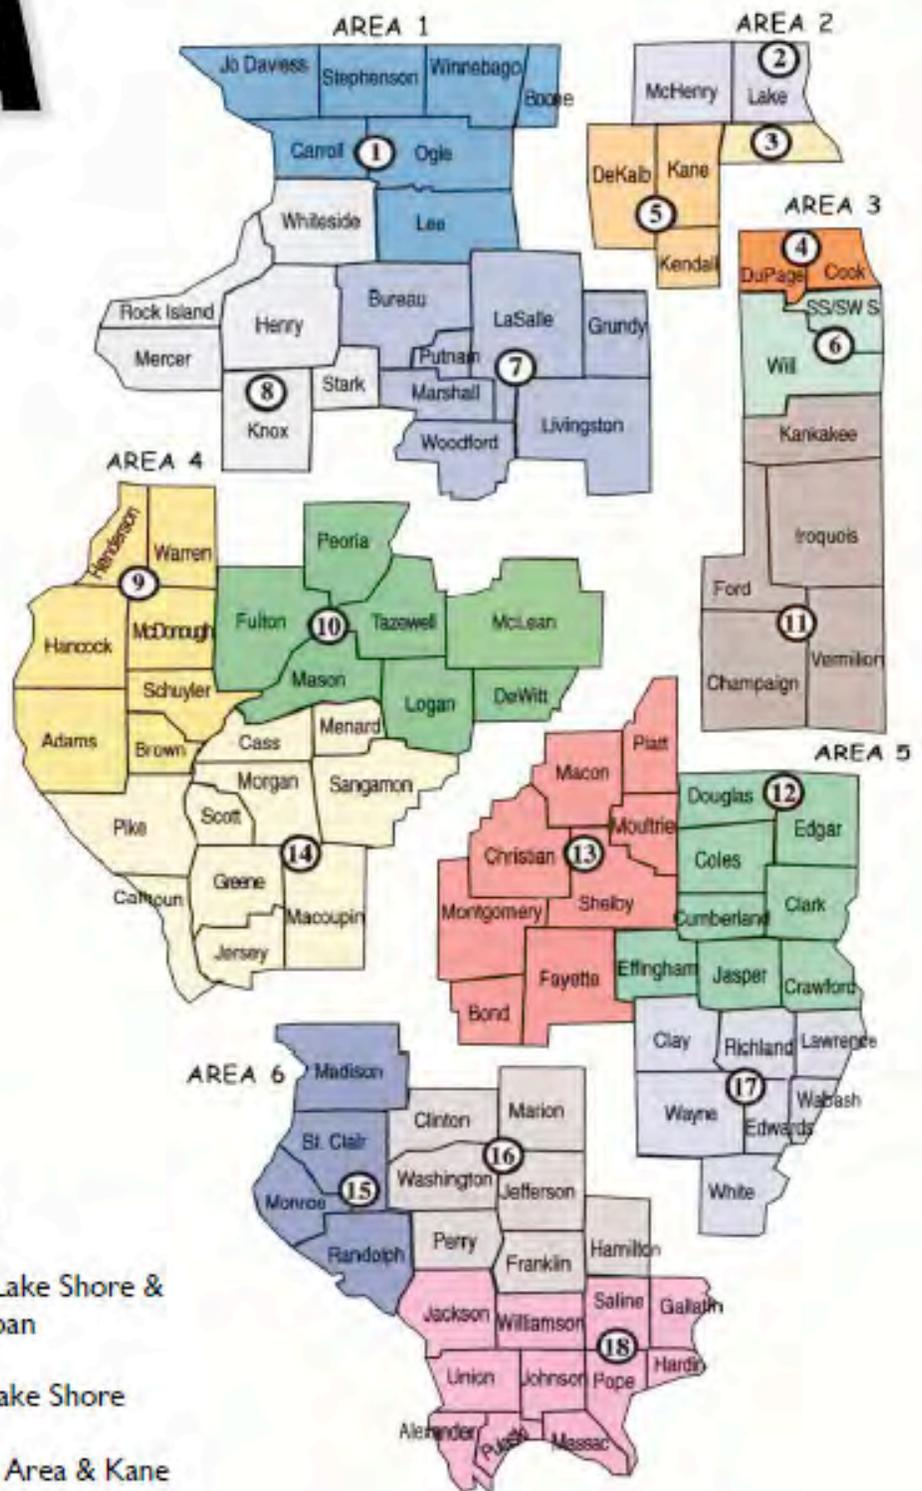 AREA 1
Jo Daviess
Stephenson
Winnebago
Boone
Carroll
1
Ogle
Whiteside
Lee
Rock Island
Mercer
Henry
Bureau
Putnam
LaSalle
Grundy
8
Knox
Stark
Marshall
7
Woodford
Livingston
AREA 2
2
McHenry
Lake
3
DeKalb
Kane
5
Kendall
AREA 3
4
DuPage
Cook
SS/SW S
6
Will
Kankakee
Iroquois
Ford
11
Champaign
Vermilion
AREA 4
Henderson
Warren
9
Hancock
McDonough
Schuyler
Adams
Brown
Peoria
Fulton
10
Tazewell
McLean
Mason
Logan
DeWitt
Cass
Menard
Morgan
Sangamon
Scott
Pike
14
Greene
Calhoun
Macoupin
Jersey
AREA 5
Piatt
Macon
Moultrie
Christian
13
Shelby
Montgomery
Fayette
Bond
Douglas
12
Edgar
Coles
Clark
Cumberland
Effingham
Jasper
Crawford
Clay
Richland
Lawrence
17
Wayne
Edwards
Wabash
White
AREA 6
Madison
St. Clair
15
Monroe
Randolph
Clinton
Marion
16
Washington
Jefferson
Perry
Franklin
Hamilton
Jackson
Williamson
Saline
Gallatin
18
Union
Johnson
Pope
Hardin
Alexander
Pulaski
Massac
Lake Shore &
ake Shore
Area & Kane